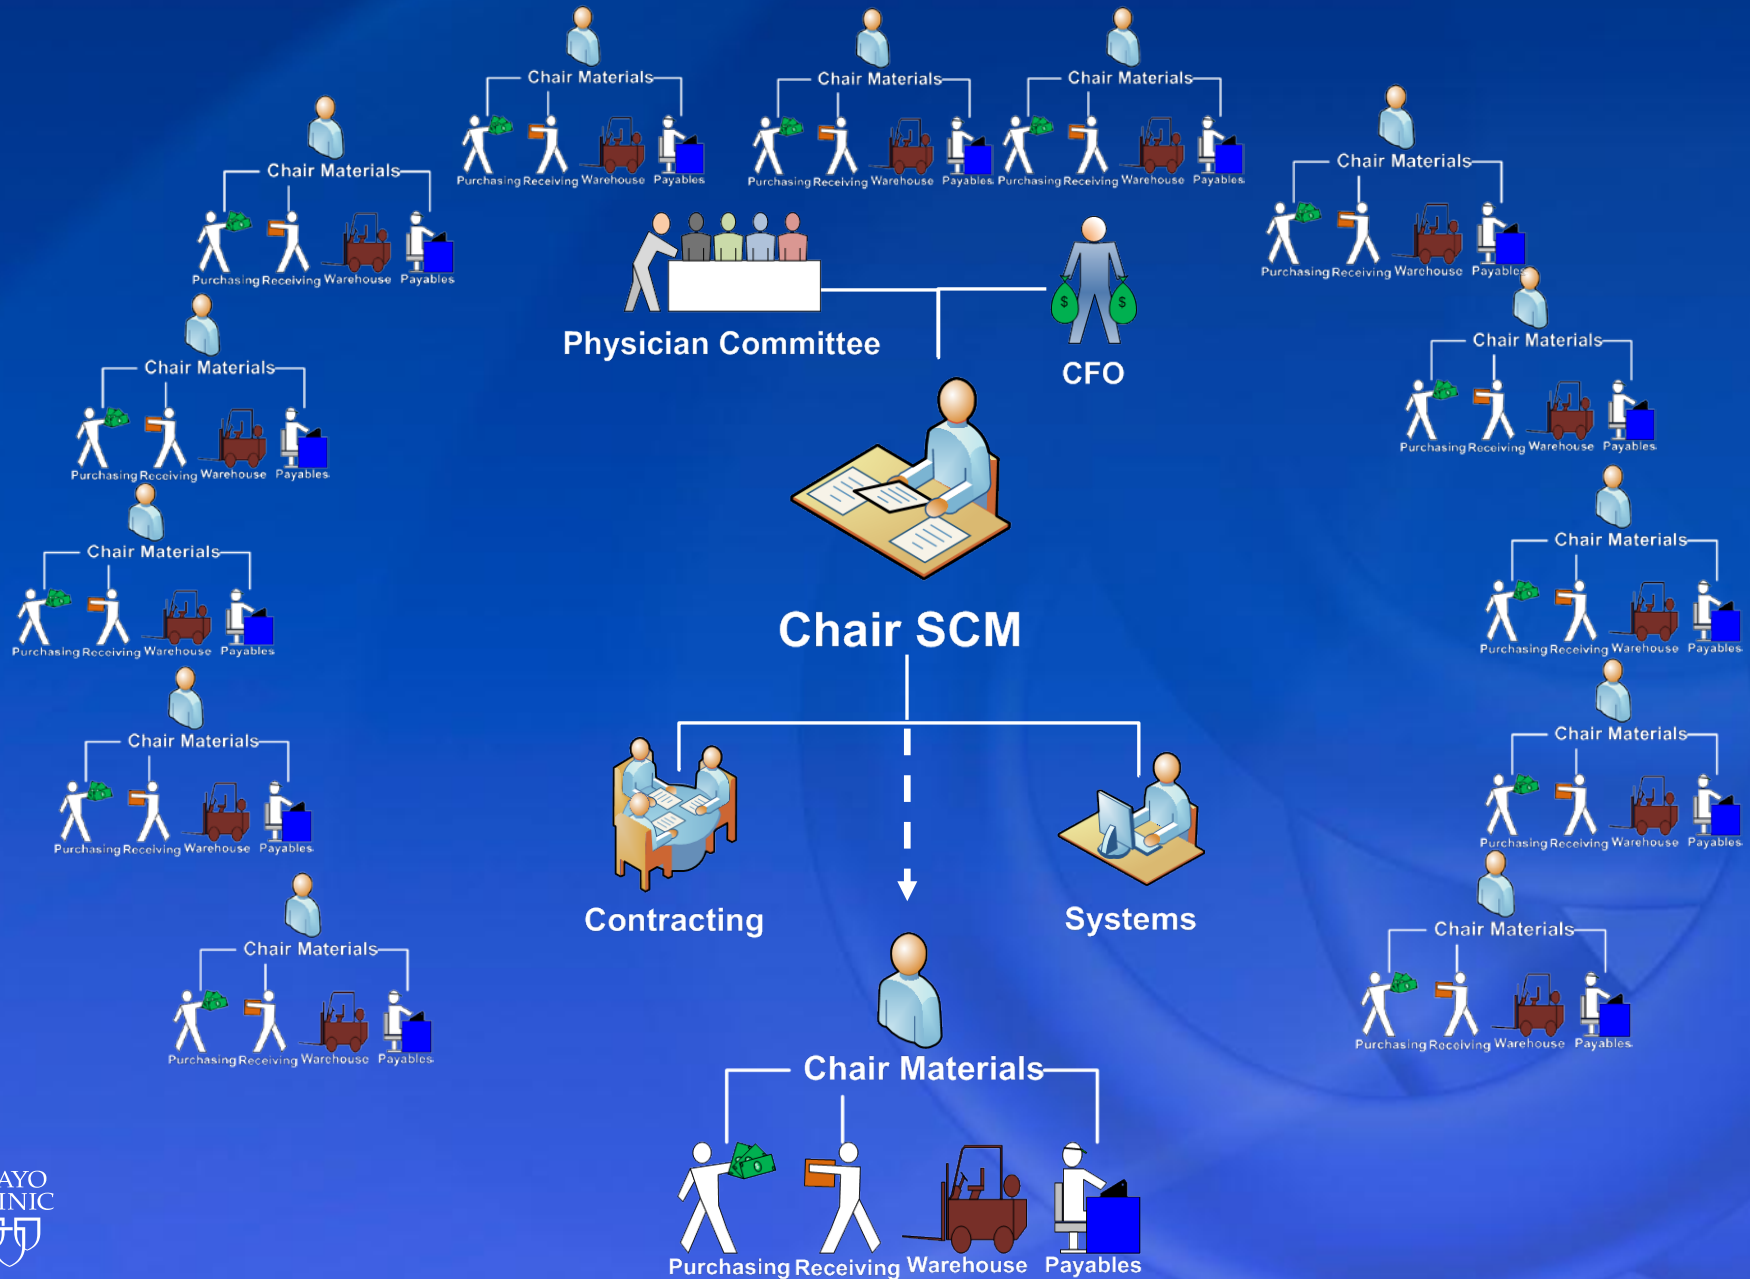 Chair Materials
Purchasing Receiving Warehouse Payables
Chair Materials
Purchasing Receiving Warehouse Payables
Chair Materials
Purchasing Receiving Warehouse Payables
Chair Materials
Purchasing Receiving Warehouse Payables
Chair Materials
Purchasing Receiving Warehouse Payables
Physician Committee
CFO
$ $
Chair Materials
Purchasing Receiving Warehouse Payables
Chair Materials
Purchasing Receiving Warehouse Payables
Chair Materials
Purchasing Receiving Warehouse Payables
Chair Materials
Purchasing Receiving Warehouse Payables
Chair SCM
Chair Materials
Purchasing Receiving Warehouse Payables
Chair Materials
Purchasing Receiving Warehouse Payables
Contracting
Systems
Chair Materials
Purchasing Receiving Warehouse Payables
Chair Materials
Purchasing Receiving Warehouse Payables
Chair Materials
Purchasing Receiving Warehouse Payables
AYO
INIC